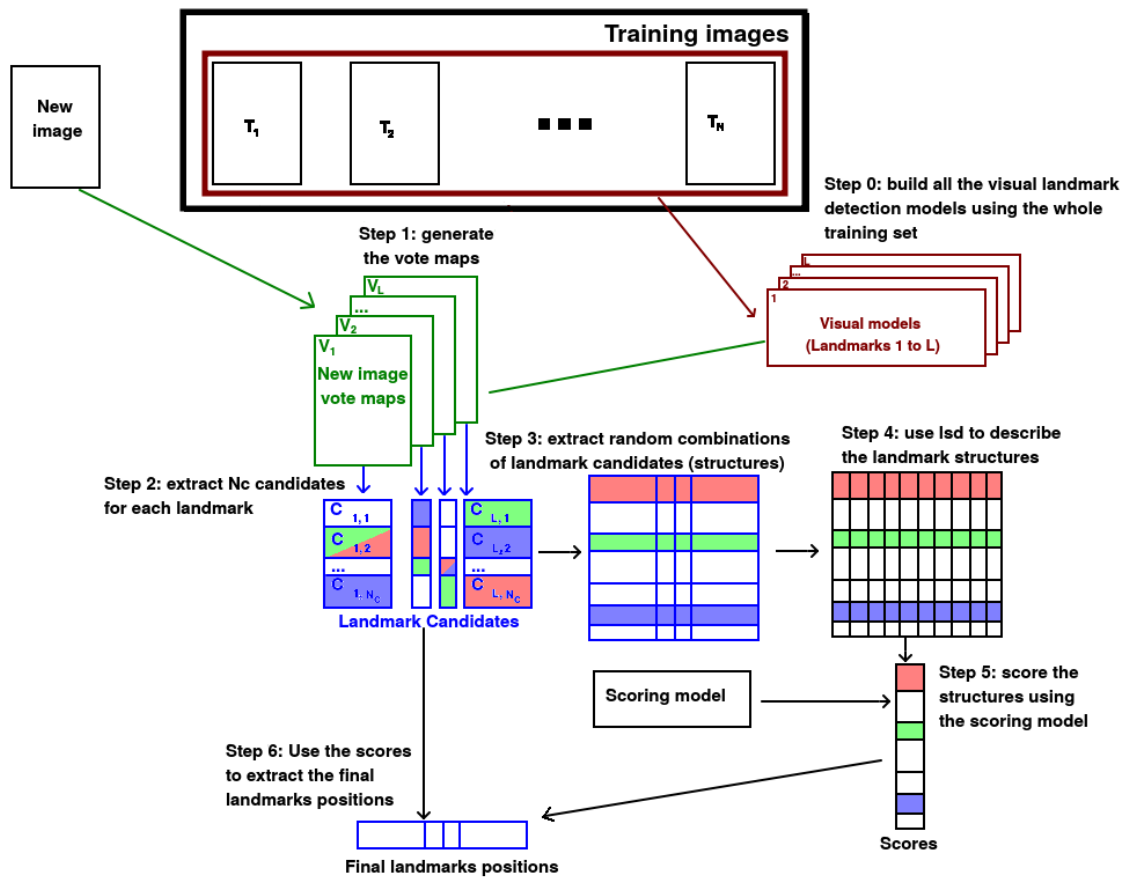 Training images
New
image
T1
T2
TN
Step 0: build all the visual landmark
detection models using the whole
training set
Step 1: generate
the vote maps
L
...
2
1
Visual models
(Landmarks 1 to L)
VL
...
V2
V1
New image
vote maps
Step 2: extract Nc candidates
for each landmark
Step 3: extract random combinations
of landmark candidates (structures)
Step 4: use lsd to describe
the landmark structures
C 1, 1
C 1, 2
...
C 1, NC
C L, 1
C L, 2
...
C L, NC
Landmark Candidates
Scoring model
Step 5: score the
structures using
the scoring model
Step 6: Use the scores
to extract the final
landmarks positions
Scores
Final landmarks positions